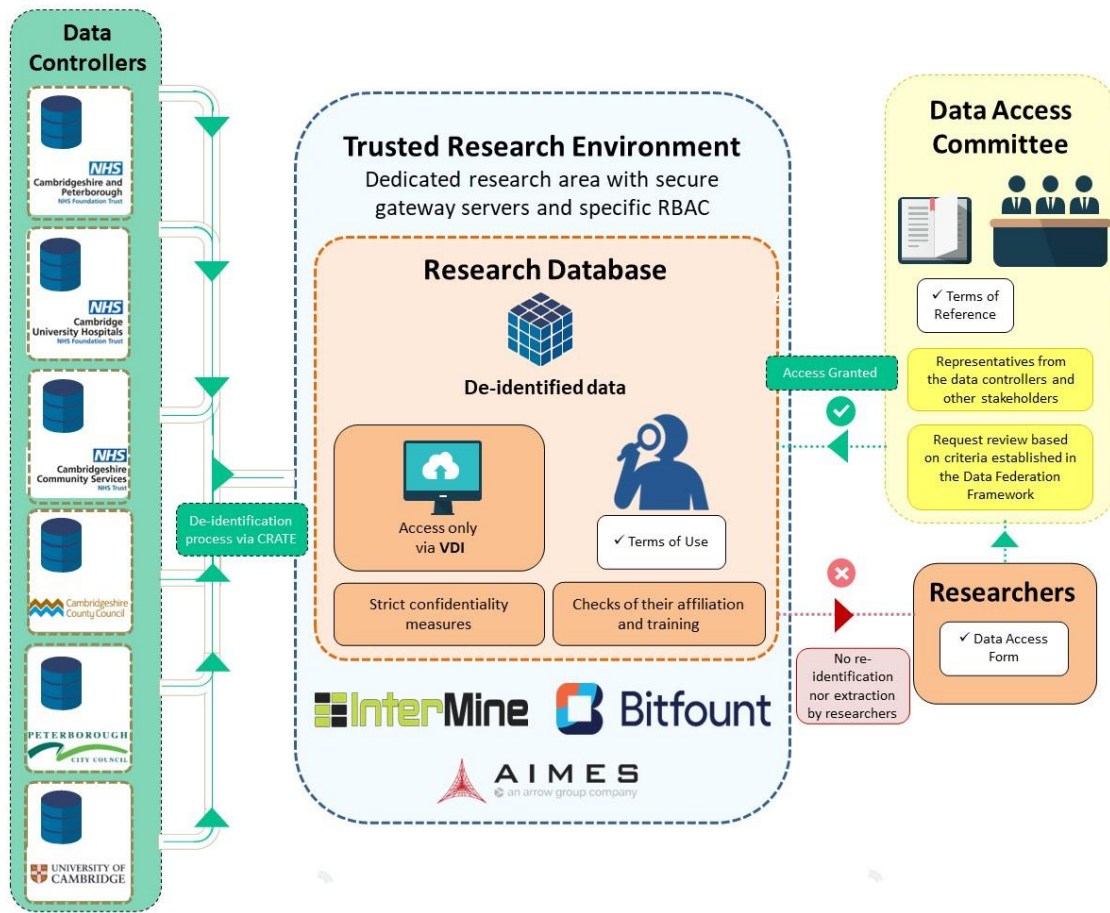 Data
Controllers
NHS
Cambridgeshire and
Peterborough
NHS Foundation Trust
NHS
Cambridge
University Hospitals
NHS Foundation Trust
NHS
Cambridgeshire
Community Services
NHS Trust
Cambridgeshire
County Council
PETERBOROUGH
CITY COUNCIL
UNIVERSITY OF
CAMBRIDGE
De-identification
process via CRATE
Trusted Research Environment
Dedicated research area with secure
gateway servers and specific RBAC
Research Database
De-identified data
Access only
via VDI
✓ Terms of Use
Strict confidentiality
measures
Checks of their affiliation
and training
InterMine
Bitfount
AIMES
an arrow group company
Access Granted
No re-
identification
nor extraction
by researchers
Data Access
Committee
✓ Terms of
Reference
Representatives from
the data controllers and
other stakeholders
Request review based
on criteria established in
the Data Federation
Framework
Researchers
✓ Data Access
Form